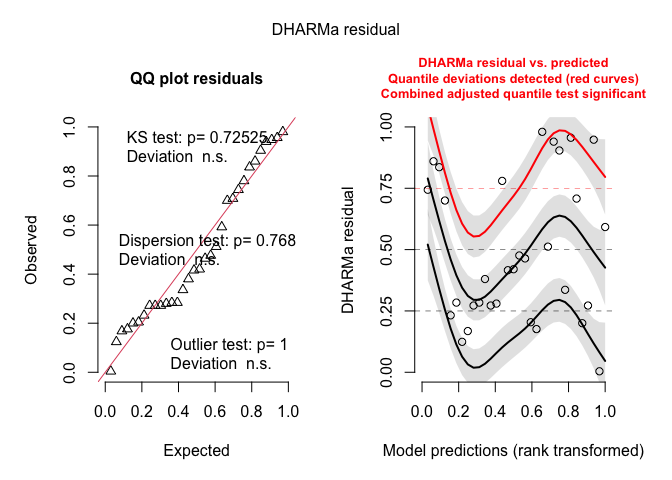 DHARMa residual
QQ plot residuals
KS test: p= 0.72525
Deviation n.s.
Dispersion test: p= 0.768
Deviation n.s.
Outlier test: p= 1
Deviation n.s.
Observed
0.0
0.2
0.4
0.6
0.8
1.0
0.0
0.2
0.4
0.6
0.8
1.0
Expected
DHARMa residual vs. predicted
Quantile deviations detected (red curves)
Combined adjusted quantile test significant
DHARMa residual
0.00
0.25
0.50
0.75
1.00
0.0
0.2
0.4
0.6
0.8
1.0
Model predictions (rank transformed)